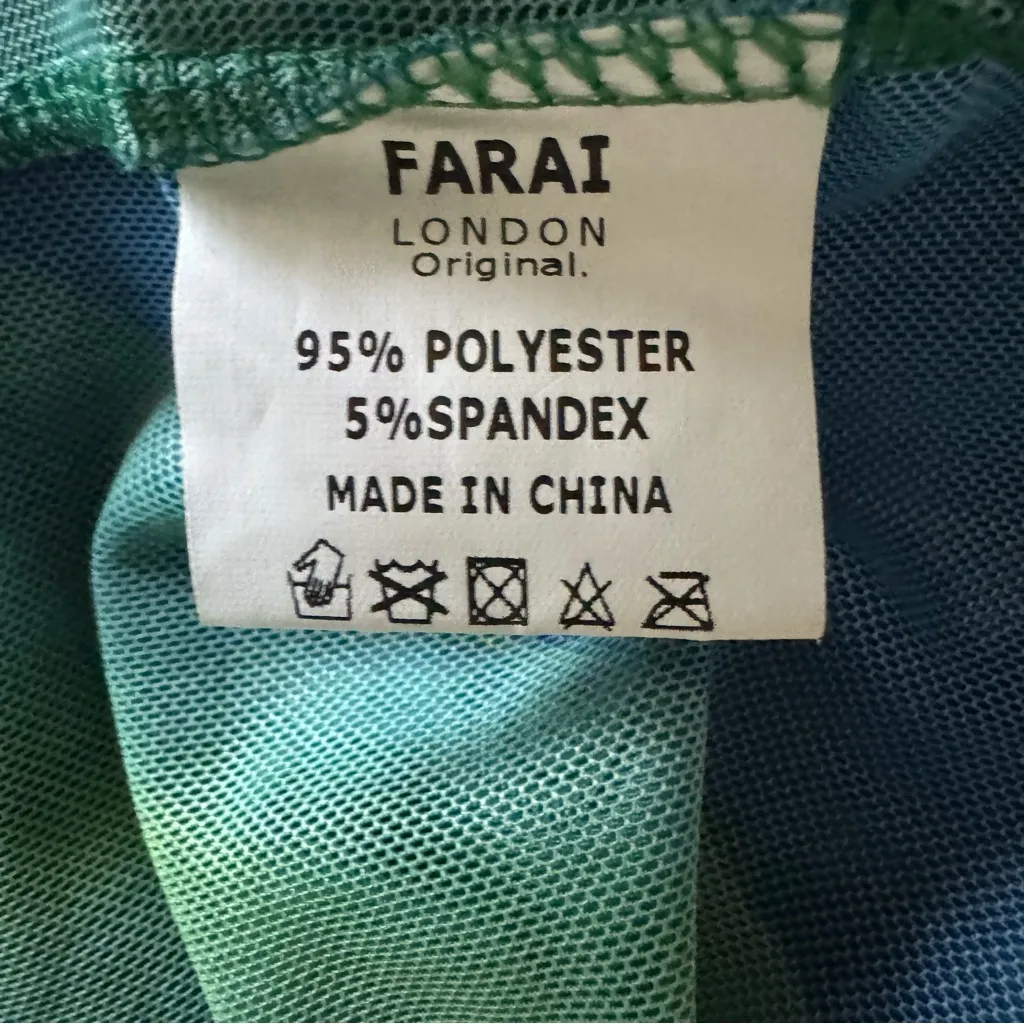 FARAI
LONDON
Original.
95% POLYESTER
5%SPANDEX
MADE IN CHINA